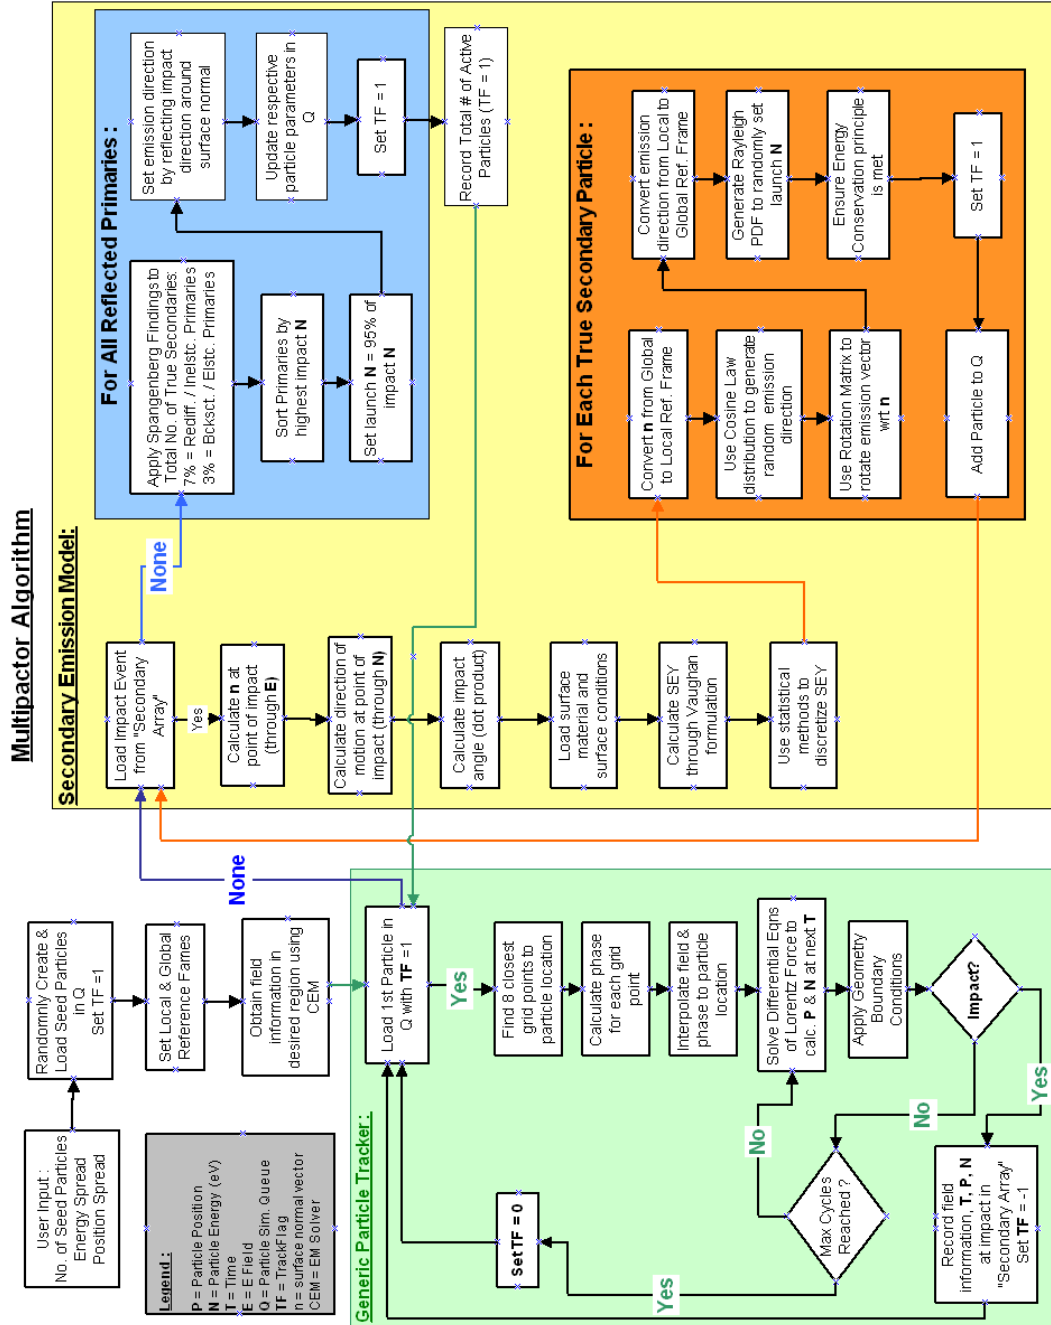 Multipactor Algorithm
User Input :
No. of Seed Particles
Energy Spread
Position Spread
Randomnly Create &
Load Seed Particles
in Q
Set TF = 1
Set Local & Global
Reference Fames
Obtain field
information in
desired region using
CEM
Legend :
P = Particle Position
N = Particle Energy (eV)
T = Time
E = E Field
Q = Particle Sim. Queue
TF = TrackFlag
n = surface normal vector
CEM = EM Solver
Generic Particle Tracker:
Load 1st Particle in
Q with TF = 1
None
Yes
Find 8 closest
grid points to
particle location
Calculate phase
for each grid
point
Interpolate field &
phase to particle
location
Solve Differential Eqns
of Lorentz Force to
calc. P & N at next T
Apply Geometry
Boundary
Conditions
Impact?
No
Yes
Max Cycles
Reached ?
No
Yes
Set TF = 0
Record field
information, T, P, N
at Impact in
"Secondary Array"
Set TF = -1
Secondary Emission Model:
Load Impact Event
from "Secondary
Array"
None
Yes
Calculate n at
point of impact
(through E)
Calculate direction of
motion at point of
impact (through N)
Calculate impact
angle (dot product)
Load surface
material and
surface conditions
Calculate SEY
through Vaughan
formulation
Use statistical
methods to
discretize SEY
For All Reflected Primaries :
Apply Spangenberg Findings to
Total No. of True Secondaries:
7% = Rediff. / Inelstc. Primaries
3% = Bcksct. / Elstc. Primaries
Sort Primaries by
highest impact N
Set launch N = 95% of
impact N
Set emission direction
by reflecting impact
direction around
surface normal
Update respective
particle parameters in
Q
Set TF = 1
Record Total # of Active
Particles (TF = 1)
For Each True Secondary Particle :
Convert n from Global
to Local Ref. Frame
Use Cosine Law
distribution to generate
random emission
direction
Use Rotation Matrix to
rotate emission vector
wrt n
Convert emission
direction from Local to
Global Ref. Frame
Generate Rayleigh
PDF to randomly set
launch N
Ensure Energy
Conservation principle
is met
Set TF = 1
Add Particle to Q